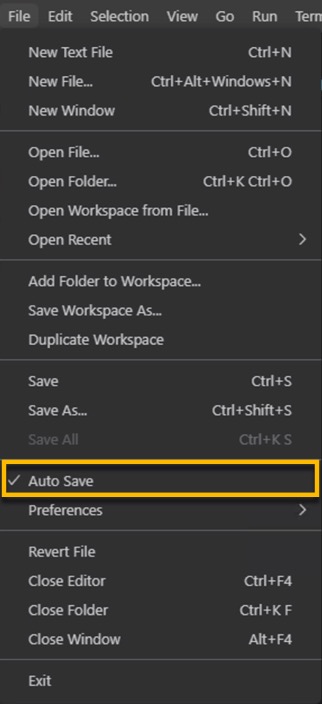 File Edit Selection View Go Run Term
New Text File Ctrl+N
New File... Ctrl+Alt+Windows+N
New Window Ctrl+Shift+N
Open File... Ctrl+O
Open Folder... Ctrl+K Ctrl+O
Open Workspace from File...
Open Recent
Add Folder to Workspace...
Save Workspace As...
Duplicate Workspace
Save Ctrl+S
Save As... Ctrl+Shift+S
Save All Ctrl+K S
Auto Save
Preferences
Revert File
Close Editor Ctrl+F4
Close Folder Ctrl+K F
Close Window Alt+F4
Exit